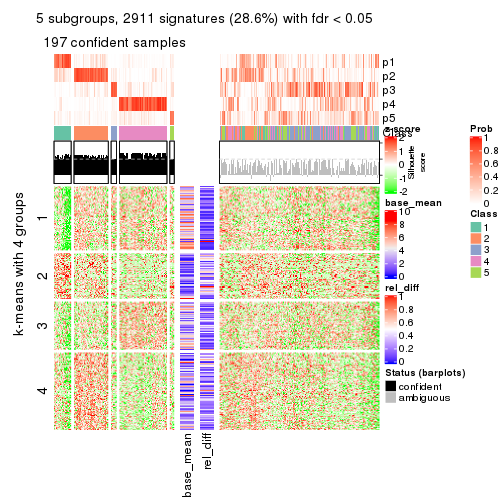 5 subgroups, 2911 signatures (28.6%) with fdr < 0.05
197 confident samples
p1
p2
p3
p4
p5
Class
z-score
2
1
0
-1
-2
1
0.5
0
Silhouette
score
base_mean
10
8
6
4
2
0
rel_diff
1
0.8
0.6
0.4
0.2
0
Status (barplots)
confident
ambiguous
Prob
1
0.8
0.6
0.4
0.2
0
Class
1
2
3
4
5
k-means with 4 groups
1
2
3
4
base_mean
rel_diff